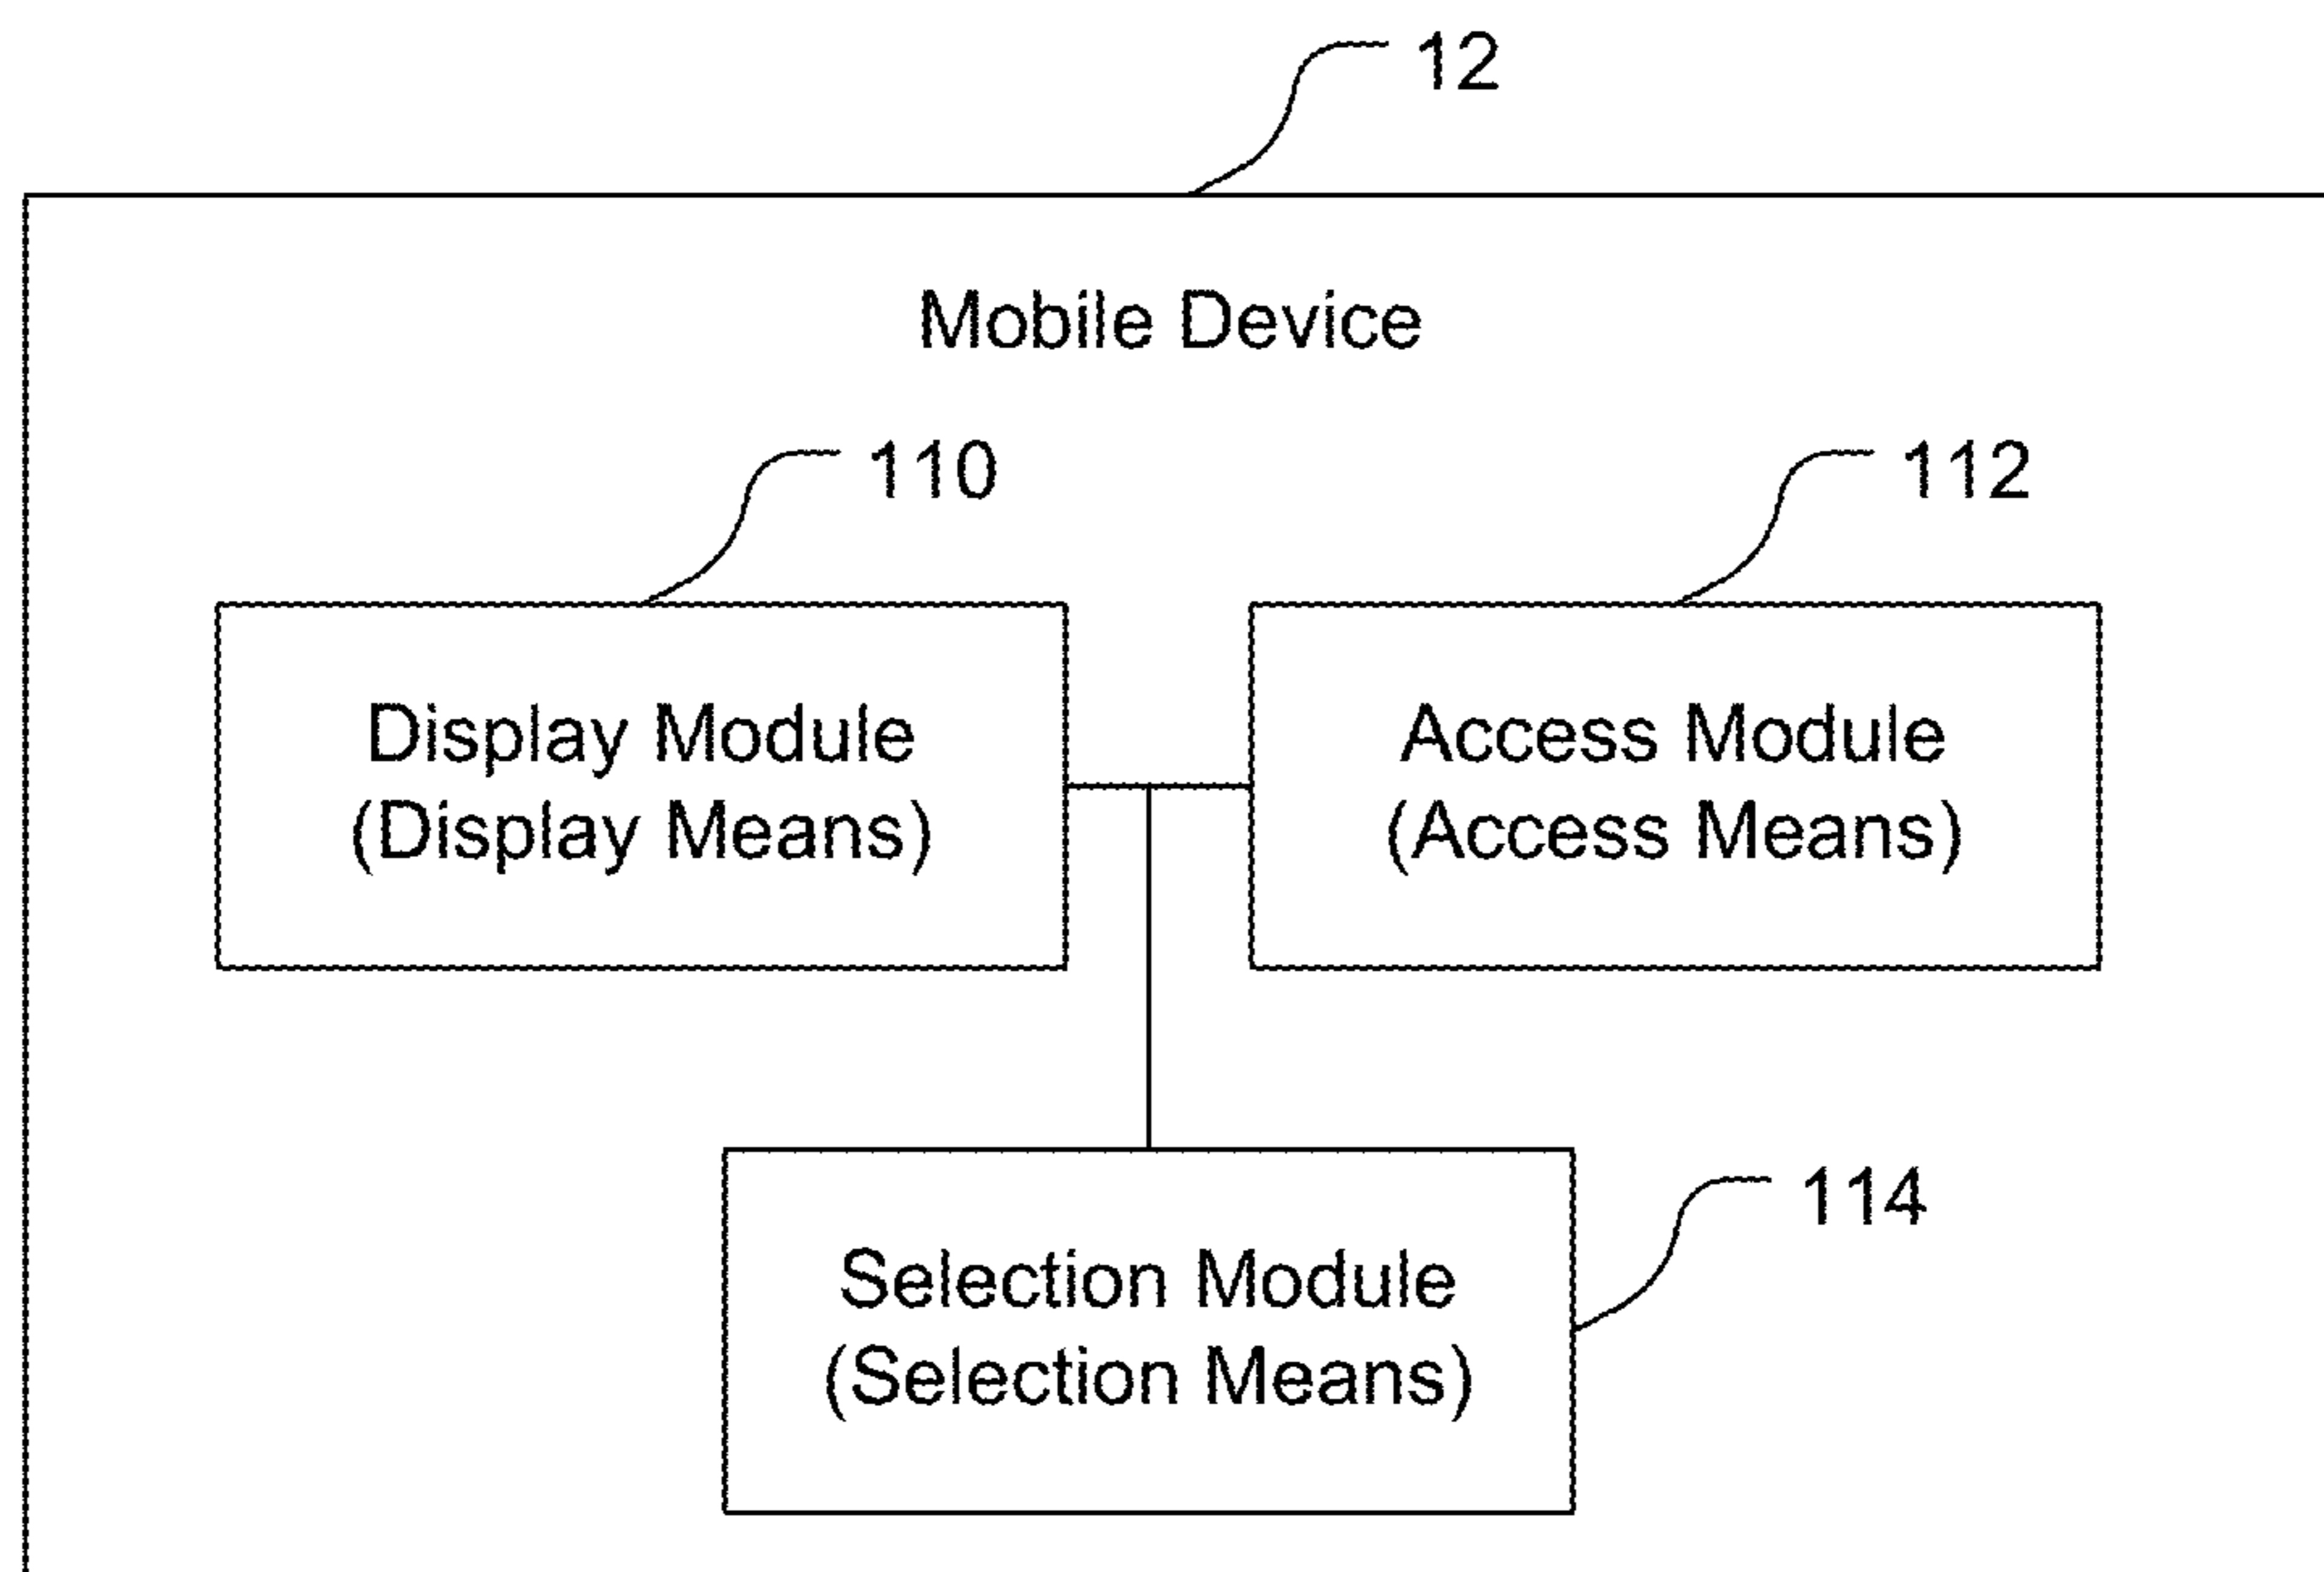 12
Mobile Device
110
112
Display Module
(Display Means)
Access Module
(Access Means)
114
Selection Module
(Selection Means)